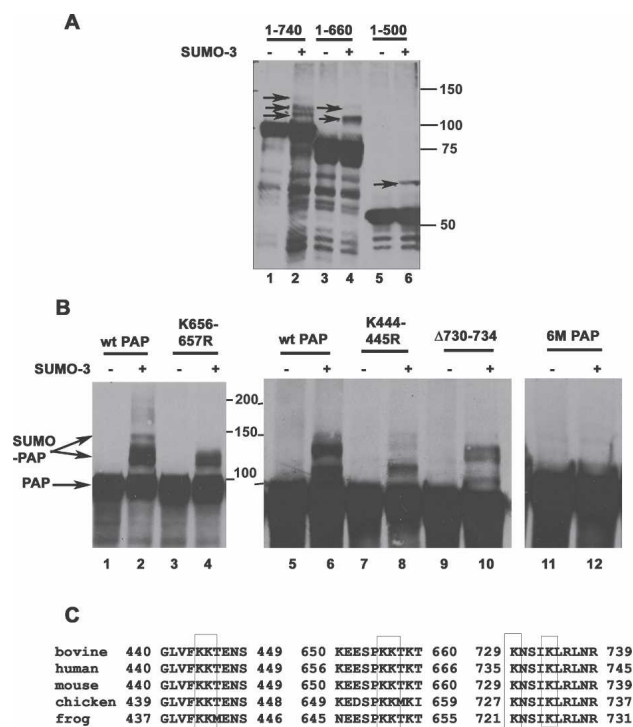 A
1-740 1-660 1-500
SUMO-3 - + - + - +
150
100
75
50
1 2 3 4 5 6
B
wt PAP K656-657R wt PAP K444-445R Δ730-734 6M PAP
SUMO-3 - + - + - + - + - + - +
200
150
100
SUMO
-PAP
PAP
1 2 3 4 5 6 7 8 9 10 11 12
C
bovine 440 GLVFKKTENS 449 650 KEESPKKTKT 660 729 KNSIKLRLNR 739
human 440 GLVFKKTENS 449 656 KEESPKKTKT 666 735 KNSIKLRLNR 745
mouse 440 GLVFKKTENS 449 650 KEESPKKTKT 660 729 KNSIKLRLNR 739
chicken 439 GLVFKKTENS 448 649 KEDSPKKMKI 659 727 KNSIKLRLNR 737
frog 437 GLVFKKMENS 446 645 NEESPKKTKT 655 721 KNSIKLRLNR 731